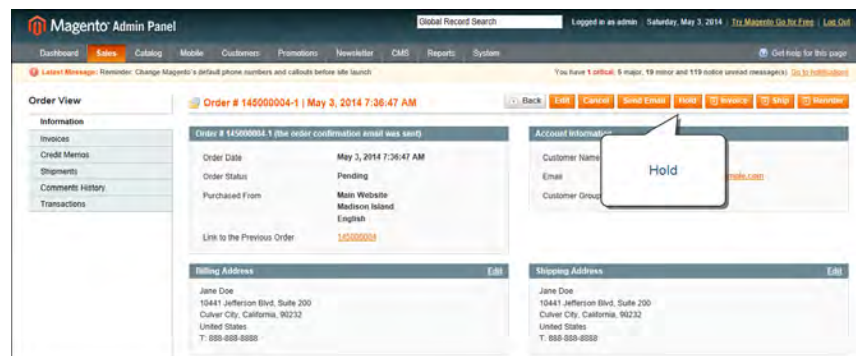 Magento Admin Panel
Global Record Search
Logged in as admin | Saturday, May 3, 2014 | Try Magento Go for Free | Log Out
Dashboard Sales Catalog Mobile Customers Promotions Newsletter CMS Reports System
Get help for this page
Latest Message: Reminder: Change Magento's default phone numbers and callouts before site launch
You have 1 critical, 5 major, 19 minor and 119 notice unread message(s). Go to notifications
Order View
Order # 145000004-1 | May 3, 2014 7:36:47 AM
Back Edit Cancel Send Email Hold Invoice Ship Reorder
Information
Invoices
Credit Memos
Shipments
Comments History
Transactions
Order # 145000004-1 (the order confirmation email was sent)
Order Date May 3, 2014 7:36:47 AM
Order Status Pending
Purchased From Main Website
Madison Island
English
Link to the Previous Order 145000004
Account Information
Customer Name
Email
Customer Group
Hold
Billing Address Edit
Jane Doe
10441 Jefferson Blvd, Suite 200
Culver City, California, 90232
United States
T: 888-888-8888
Shipping Address Edit
Jane Doe
10441 Jefferson Blvd, Suite 200
Culver City, California, 90232
United States
T: 888-888-8888